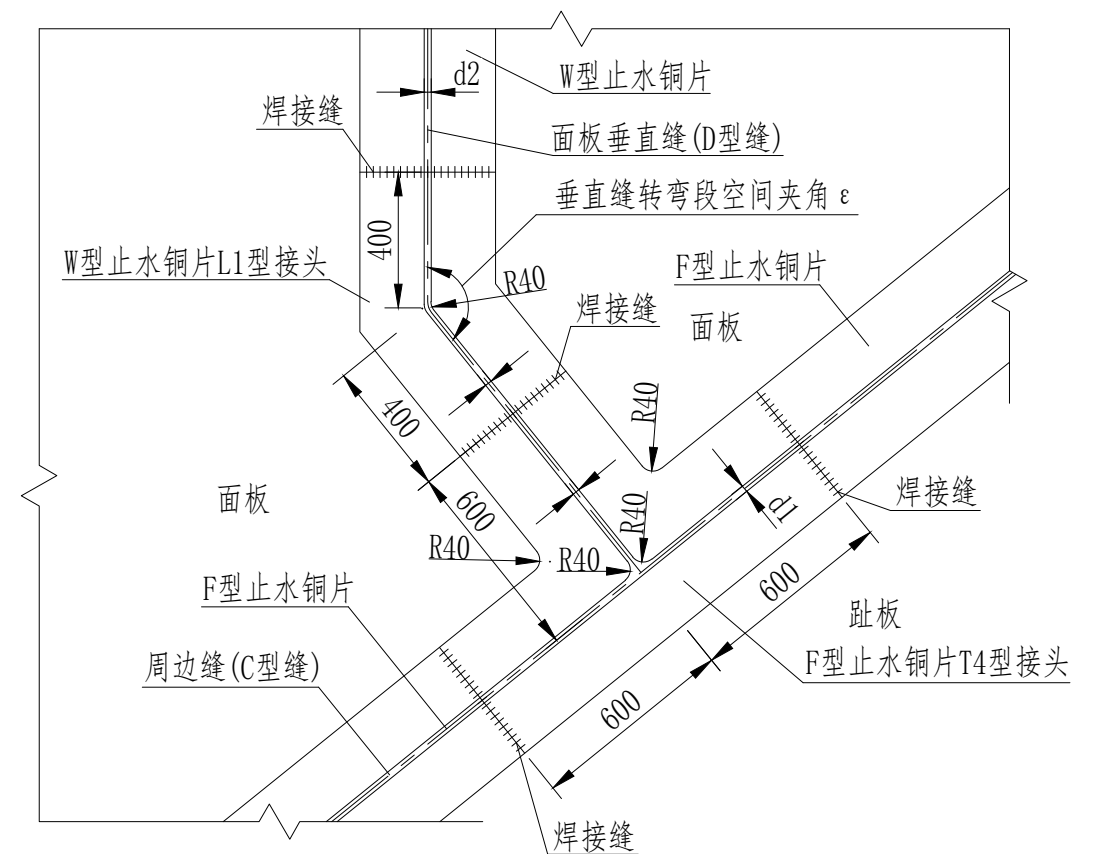 W型止水铜片
d2
焊接缝
面板垂直缝(D型缝)
垂直缝转弯段空间夹角ε
400
W型止水铜片L1型接头
F型止水铜片
R40
焊接缝
面板
400
R40
面板
600
焊接缝
d1
R40
R40
R40
F型止水铜片
600
趾板
周边缝(C型缝)
F型止水铜片T4型接头
600
焊接缝